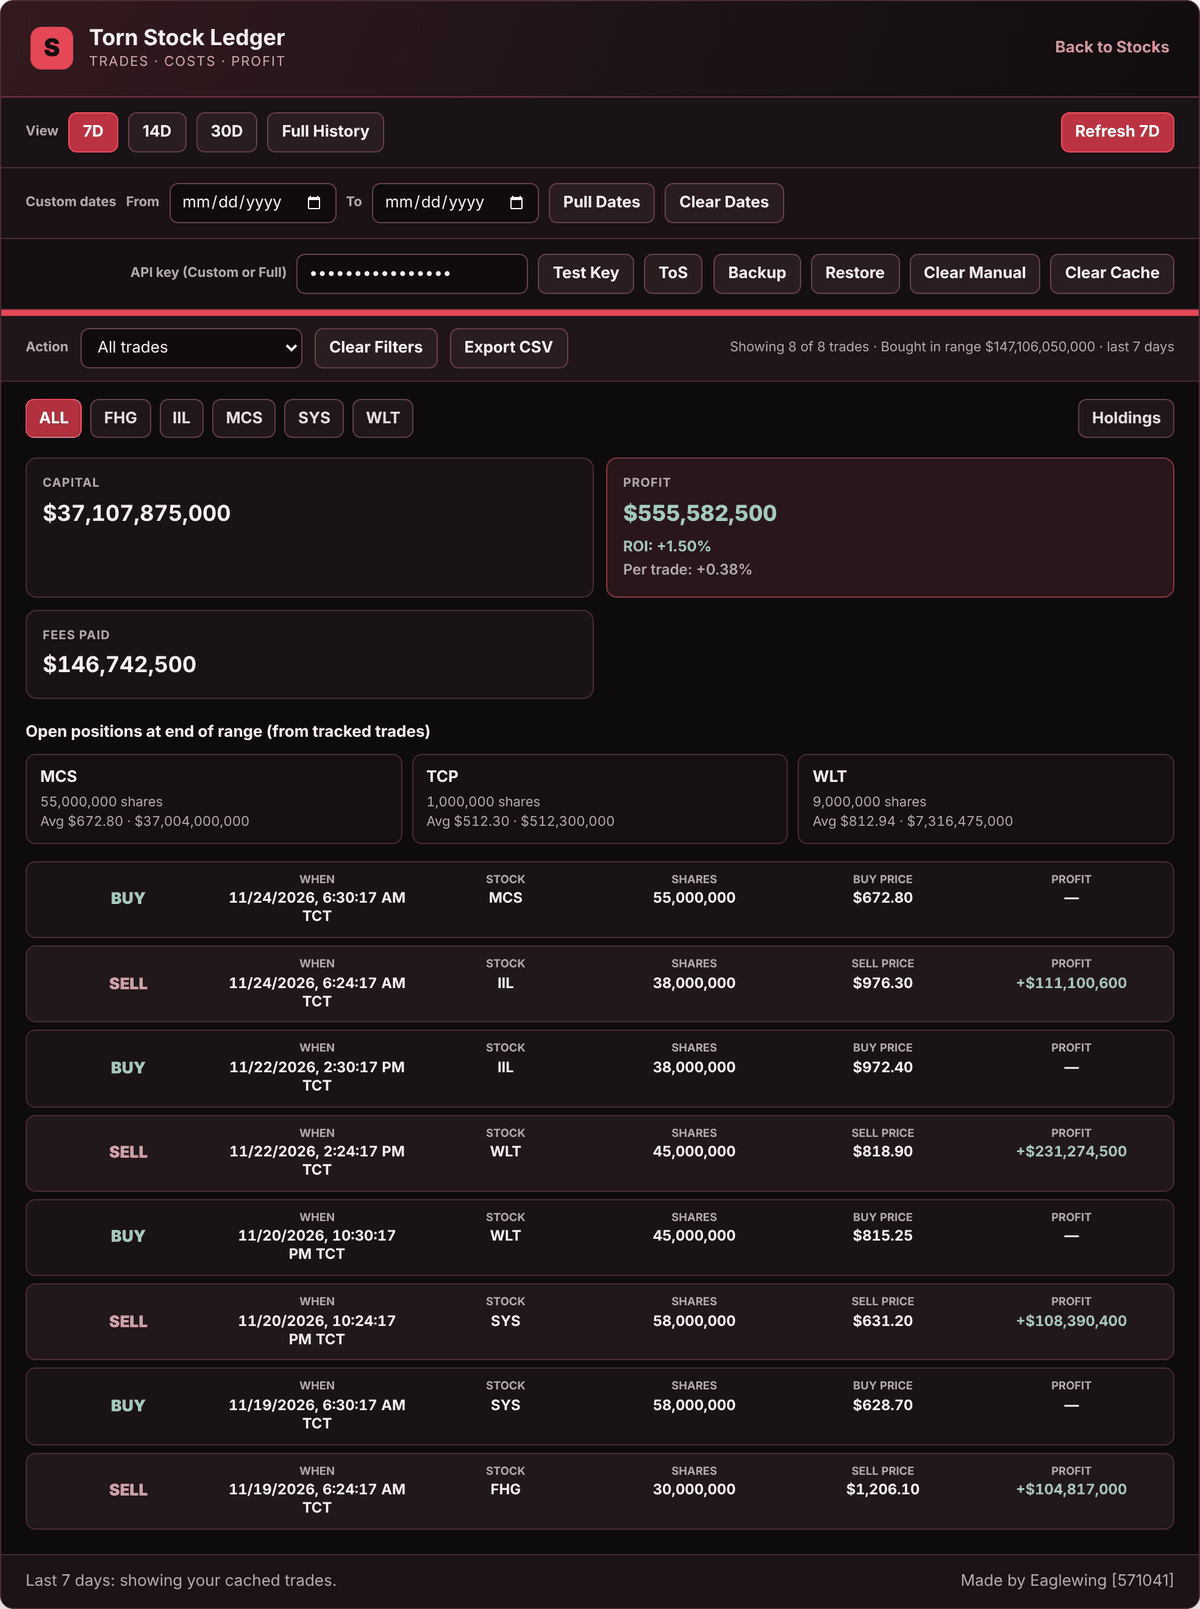 S
Torn Stock Ledger
TRADES · COSTS · PROFIT
Back to Stocks
View 7D 14D 30D Full History Refresh 7D
Custom dates From mm/dd/yyyy To mm/dd/yyyy Pull Dates Clear Dates
API key (Custom or Full) •••••••••••••••• Test Key ToS Backup Restore Clear Manual Clear Cache
Action All trades Clear Filters Export CSV Showing 8 of 8 trades · Bought in range $147,106,050,000 · last 7 days
ALL FHG IIL MCS SYS WLT Holdings
CAPITAL
$37,107,875,000
PROFIT
$555,582,500
ROI: +1.50%
Per trade: +0.38%
FEES PAID
$146,742,500
Open positions at end of range (from tracked trades)
MCS
55,000,000 shares
Avg $672.80 · $37,004,000,000
TCP
1,000,000 shares
Avg $512.30 · $512,300,000
WLT
9,000,000 shares
Avg $812.94 · $7,316,475,000
WHEN STOCK SHARES BUY PRICE PROFIT
BUY 11/24/2026, 6:30:17 AM MCS 55,000,000 $672.80 —
TCT
WHEN STOCK SHARES SELL PRICE PROFIT
SELL 11/24/2026, 6:24:17 AM IIL 38,000,000 $976.30 +$111,100,600
TCT
WHEN STOCK SHARES BUY PRICE PROFIT
BUY 11/22/2026, 2:30:17 PM IIL 38,000,000 $972.40 —
TCT
WHEN STOCK SHARES SELL PRICE PROFIT
SELL 11/22/2026, 2:24:17 PM WLT 45,000,000 $818.90 +$231,274,500
TCT
WHEN STOCK SHARES BUY PRICE PROFIT
BUY 11/20/2026, 10:30:17 WLT 45,000,000 $815.25 —
PM TCT
WHEN STOCK SHARES SELL PRICE PROFIT
SELL 11/20/2026, 10:24:17 SYS 58,000,000 $631.20 +$108,390,400
PM TCT
WHEN STOCK SHARES BUY PRICE PROFIT
BUY 11/19/2026, 6:30:17 AM SYS 58,000,000 $628.70 —
TCT
WHEN STOCK SHARES SELL PRICE PROFIT
SELL 11/19/2026, 6:24:17 AM FHG 30,000,000 $1,206.10 +$104,817,000
TCT
Last 7 days: showing your cached trades.
Made by Eaglewing [571041]